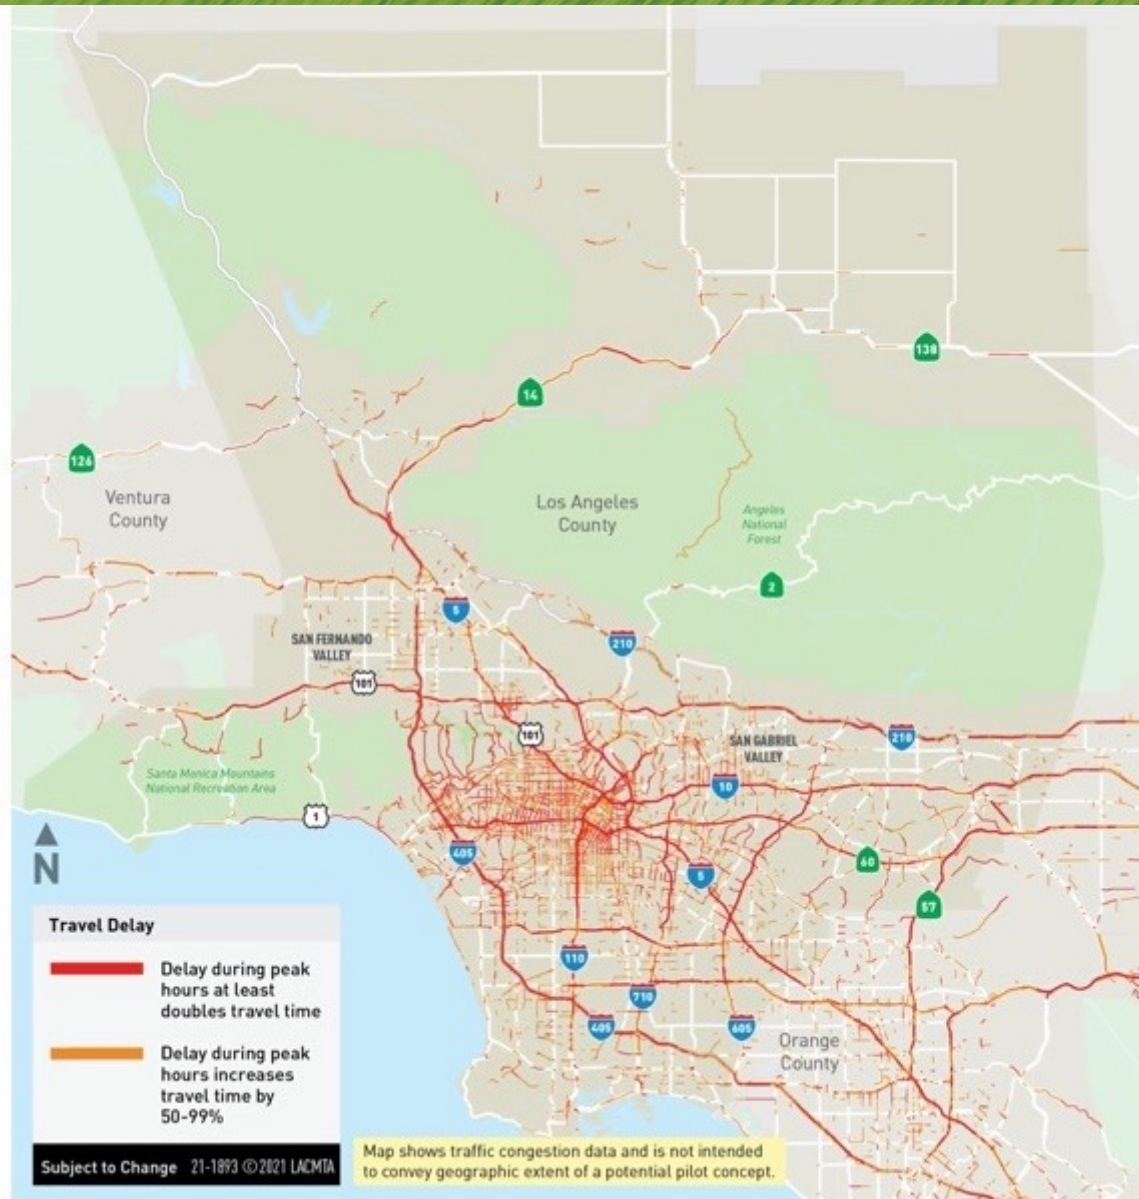 138
14
126
Ventura
County
Los Angeles
County
Angeles
National
Forest
2
5
SAN FERNANDO
VALLEY
210
101
101
SAN GABRIEL
VALLEY
210
Santa Monica Mountains
National Recreation Area
10
1
N
405
60
5
57
Travel Delay
Delay during peak
hours at least
doubles travel time
110
710
405
605
Orange
County
Delay during peak
hours increases
travel time by
50-99%
Subject to Change 21-1893 ©2021 LACMTA
Map shows traffic congestion data and is not intended
to convey geographic extent of a potential pilot concept.